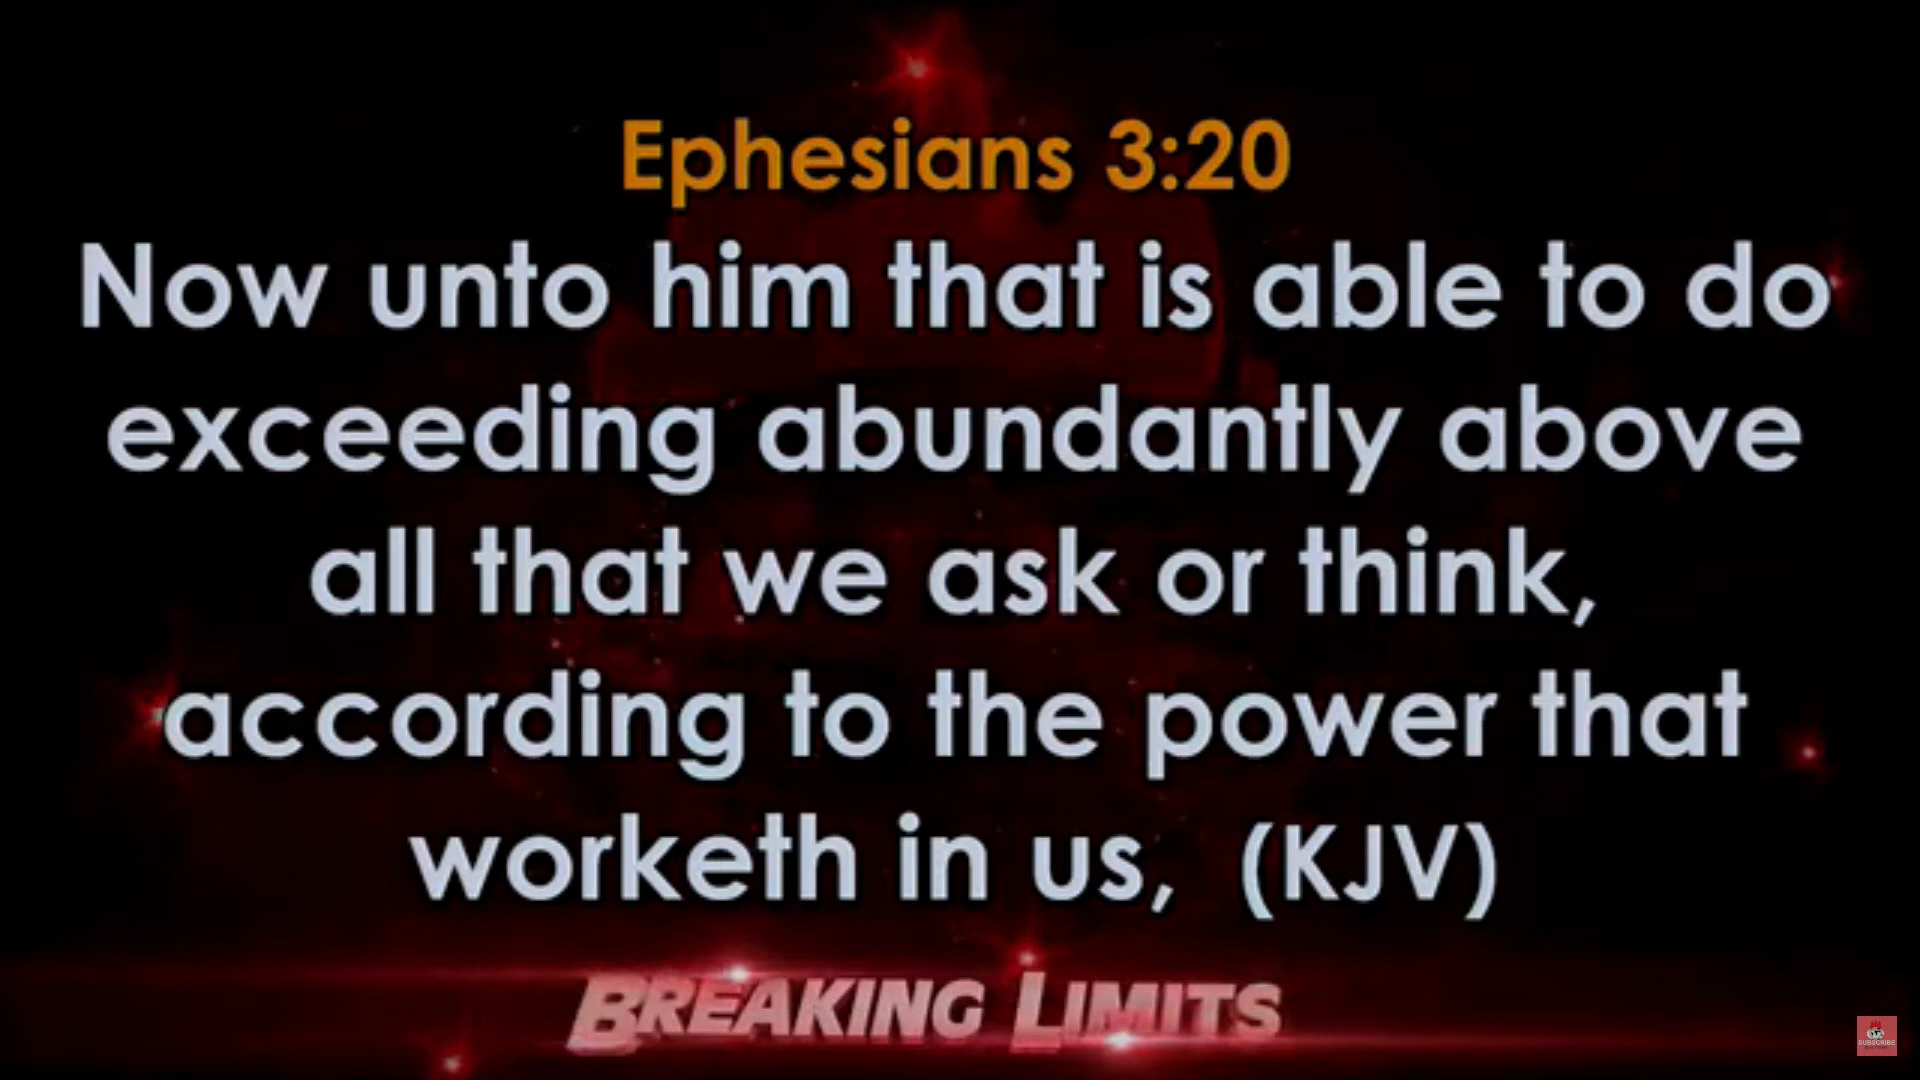 Ephesians 3:20
Now unto him that is able to do
exceeding abundantly above
all that we ask or think,
according to the power that
worketh in us,  (KJV)
BREAKING LIMITS
SUBSCRIBE